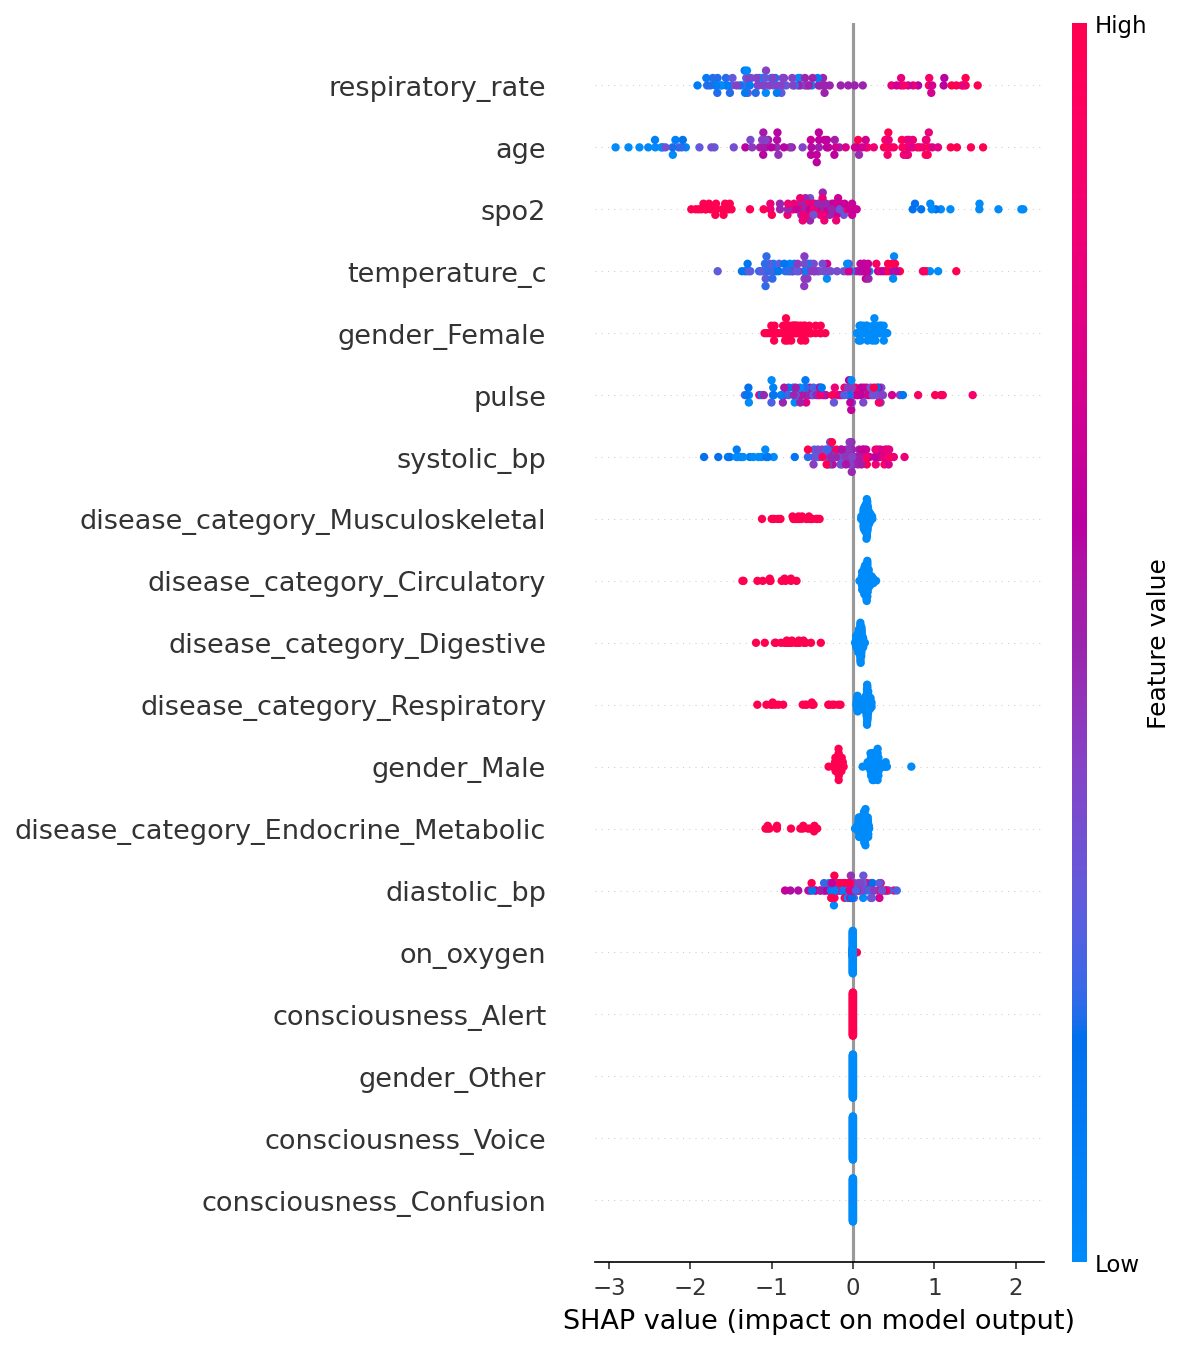 High
respiratory_rate
age
spo2
temperature_c
gender_Female
pulse
systolic_bp
disease_category_Musculoskeletal
disease_category_Circulatory
disease_category_Digestive
disease_category_Respiratory
gender_Male
disease_category_Endocrine_Metabolic
diastolic_bp
on_oxygen
consciousness_Alert
gender_Other
consciousness_Voice
consciousness_Confusion
Feature value
Low
−3 −2 −1 0 1 2
SHAP value (impact on model output)